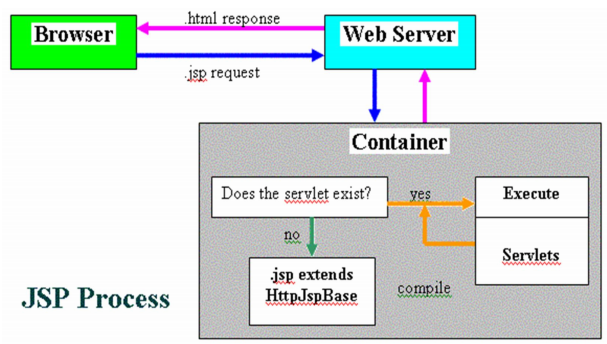 .html response
Browser
Web Server
.jsp request
Container
Does the servlet exist?
yes
Execute
no
Servlets
.jsp extends
HttpJspBase
compile
JSP Process